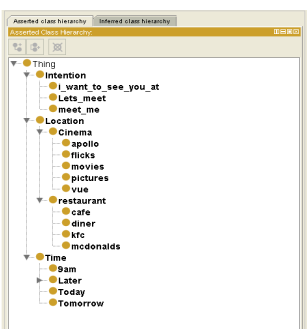 Asserted class hierarchy Inferred class hierarchy
Asserted Class Hierarchy:
Thing
Intention
i_want_to_see_you_at
Lets_meet
meet_me
Location
Cinema
apollo
flicks
movies
pictures
vue
restaurant
cafe
diner
kfc
mcdonalds
Time
9am
Later
Today
Tomorrow